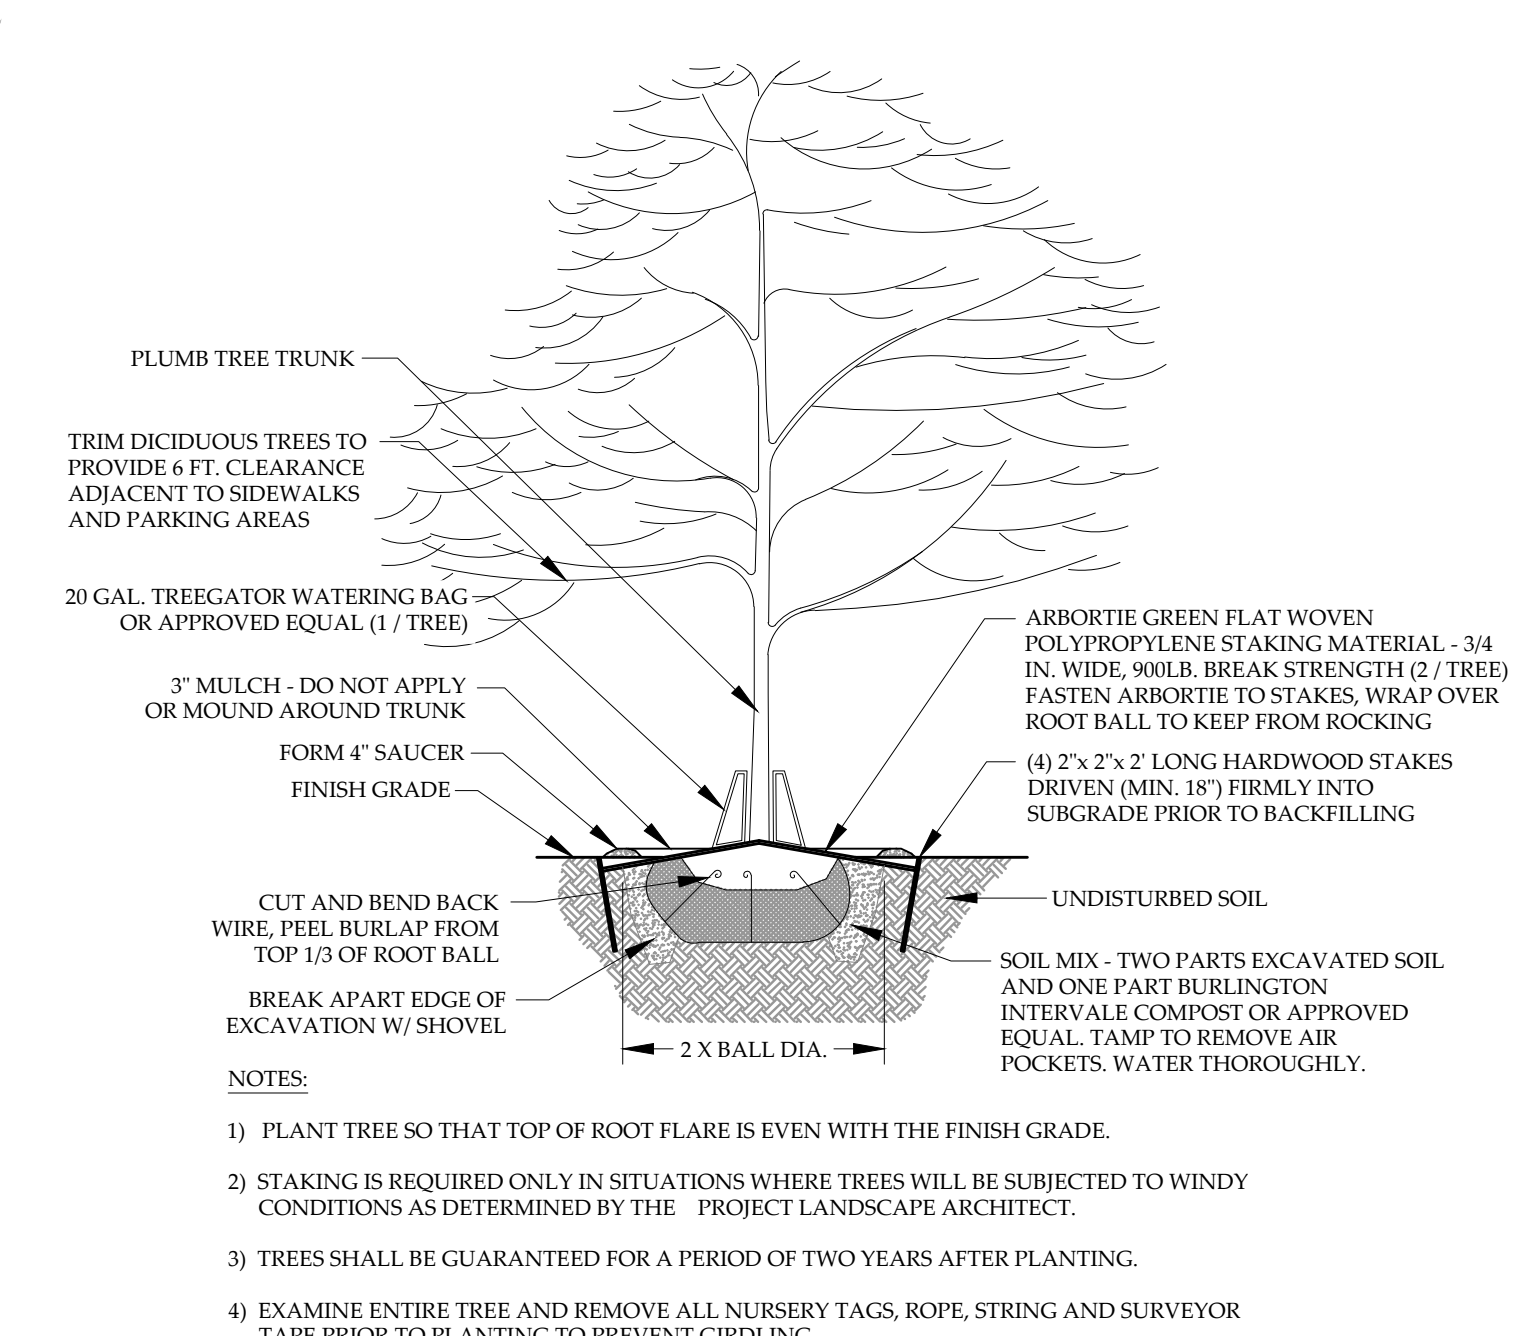 PLUMB TREE TRUNK
TRIM DICIDUOUS TREES TO
PROVIDE 6 FT. CLEARANCE
ADJACENT TO SIDEWALKS
AND PARKING AREAS
20 GAL. TREEGATOR WATERING BAG
OR APPROVED EQUAL (1 / TREE)
3" MULCH - DO NOT APPLY
OR MOUND AROUND TRUNK
FORM 4" SAUCER
FINISH GRADE
CUT AND BEND BACK
WIRE, PEEL BURLAP FROM
TOP 1/3 OF ROOT BALL
BREAK APART EDGE OF
EXCAVATION W/ SHOVEL
ARBORTIE GREEN FLAT WOVEN
POLYPROPYLENE STAKING MATERIAL - 3/4
IN. WIDE, 900LB. BREAK STRENGTH (2 / TREE)
FASTEN ARBORTIE TO STAKES, WRAP OVER
ROOT BALL TO KEEP FROM ROCKING
(4) 2"x 2"x 2' LONG HARDWOOD STAKES
DRIVEN (MIN. 18") FIRMLY INTO
SUBGRADE PRIOR TO BACKFILLING
UNDISTURBED SOIL
SOIL MIX - TWO PARTS EXCAVATED SOIL
AND ONE PART BURLINGTON
INTERVALE COMPOST OR APPROVED
EQUAL. TAMP TO REMOVE AIR
POCKETS. WATER THOROUGHLY.
2 X BALL DIA.
NOTES:
1) PLANT TREE SO THAT TOP OF ROOT FLARE IS EVEN WITH THE FINISH GRADE.
2) STAKING IS REQUIRED ONLY IN SITUATIONS WHERE TREES WILL BE SUBJECTED TO WINDY
CONDITIONS AS DETERMINED BY THE PROJECT LANDSCAPE ARCHITECT.
3) TREES SHALL BE GUARANTEED FOR A PERIOD OF TWO YEARS AFTER PLANTING.
4) EXAMINE ENTIRE TREE AND REMOVE ALL NURSERY TAGS, ROPE, STRING AND SURVEYOR
TAPE PRIOR TO PLANTING TO PREVENT GIRDLING